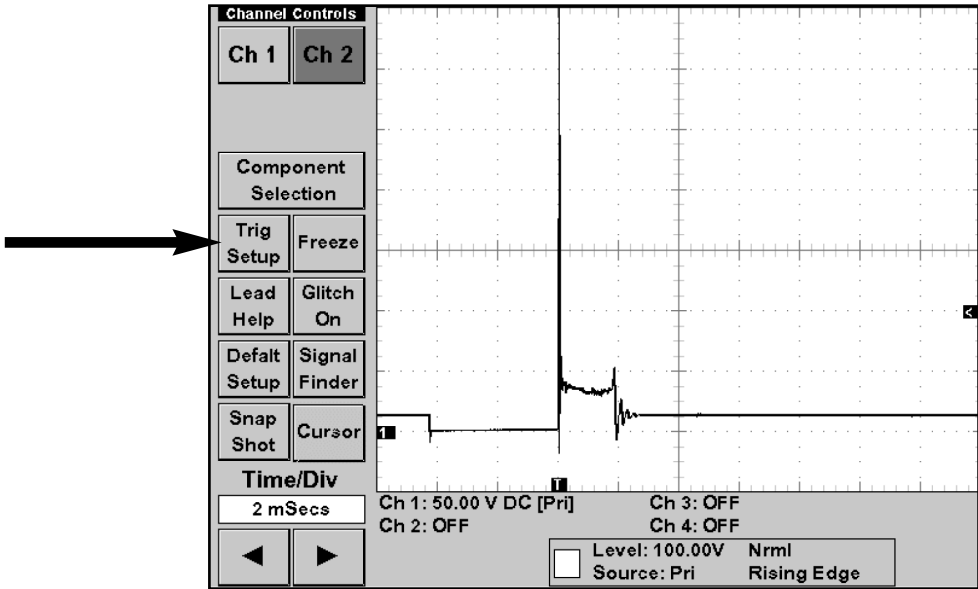 Channel Controls
Ch 1
Ch 2
Component
Selection
Trig
Setup
Freeze
Lead
Help
Glitch
On
Defalt
Setup
Signal
Finder
Snap
Shot
Cursor
Time/Div
2 mSecs
1
T
<
Ch 1: 50.00 V DC [Pri]
Ch 3: OFF
Ch 2: OFF
Ch 4: OFF
Level: 100.00V
Nrml
Source: Pri
Rising Edge